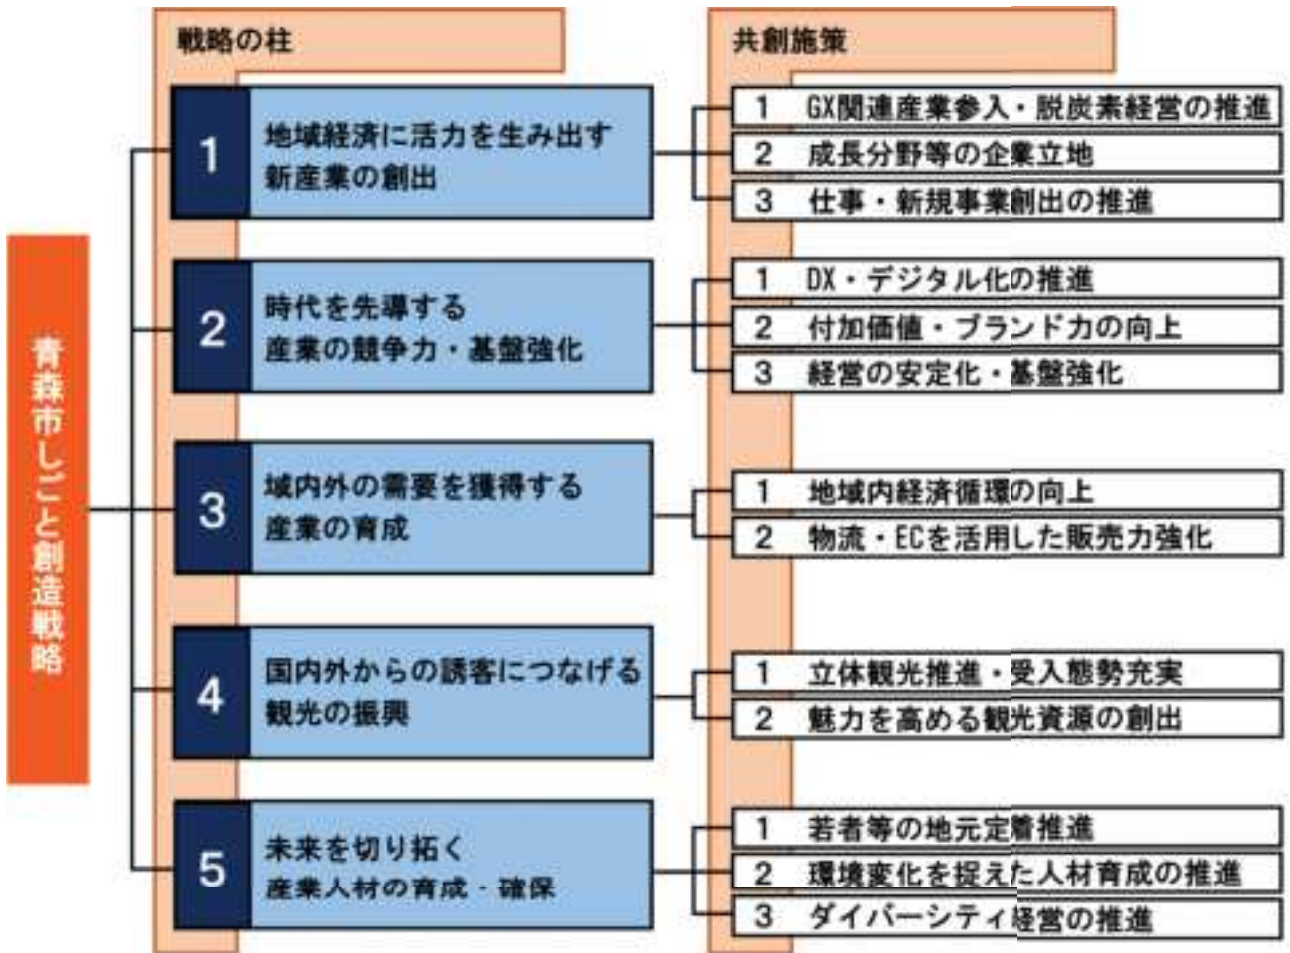 青森市しごと創造戦略
戦略の柱
共創施策
1
地域経済に活力を生み出す
新産業の創出
1 GX関連産業参入・脱炭素経営の推進
2 成長分野等の企業立地
3 仕事・新規事業創出の推進
2
時代を先導する
産業の競争力・基盤強化
1 DX・デジタル化の推進
2 付加価値・ブランド力の向上
3 経営の安定化・基盤強化
3
域内外の需要を獲得する
産業の育成
1 地域内経済循環の向上
2 物流・ECを活用した販売力強化
4
国内外からの誘客につなげる
観光の振興
1 立体観光推進・受入態勢充実
2 魅力を高める観光資源の創出
5
未来を切り拓く
産業人材の育成・確保
1 若者等の地元定着推進
2 環境変化を捉えた人材育成の推進
3 ダイバーシティ経営の推進